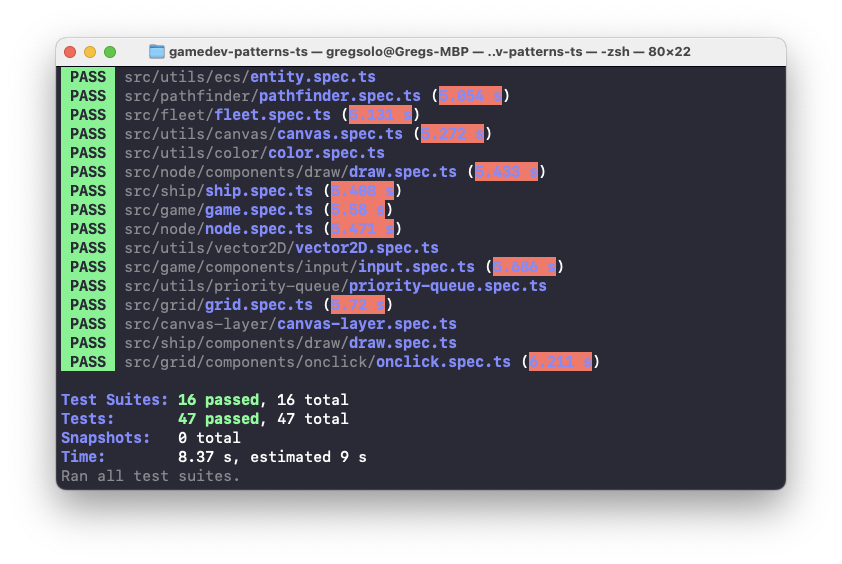 gamedev-patterns-ts — gregsolo@Gregs-MBP — ..v-patterns-ts — -zsh — 80×22
PASS src/utils/ecs/entity.spec.ts
PASS src/pathfinder/pathfinder.spec.ts (5.054 s)
PASS src/fleet/fleet.spec.ts (5.131 s)
PASS src/utils/canvas/canvas.spec.ts (5.272 s)
PASS src/utils/color/color.spec.ts
PASS src/node/components/draw/draw.spec.ts (5.433 s)
PASS src/ship/ship.spec.ts (5.408 s)
PASS src/game/game.spec.ts (5.58 s)
PASS src/node/node.spec.ts (5.471 s)
PASS src/utils/vector2D/vector2D.spec.ts
PASS src/game/components/input/input.spec.ts (5.686 s)
PASS src/utils/priority-queue/priority-queue.spec.ts
PASS src/grid/grid.spec.ts (5.72 s)
PASS src/canvas-layer/canvas-layer.spec.ts
PASS src/ship/components/draw/draw.spec.ts
PASS src/grid/components/onclick/onclick.spec.ts (6.211 s)
Test Suites: 16 passed, 16 total
Tests: 47 passed, 47 total
Snapshots: 0 total
Time: 8.37 s, estimated 9 s
Ran all test suites.